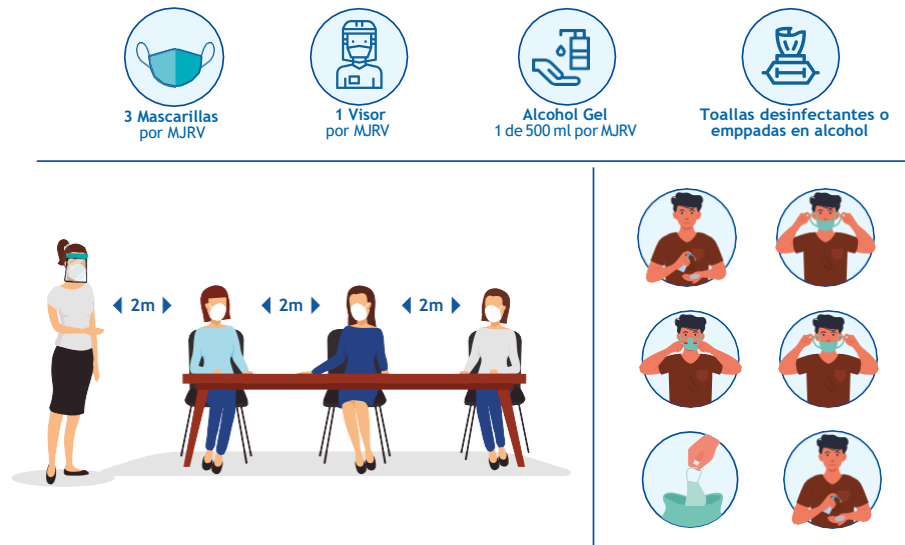 3 Mascarillas
por MJRV
1 Visor
por MJRV
Alcohol Gel
1 de 500 ml por MJRV
Toallas desinfectantes o
emppadas en alcohol
2m
2m
2m